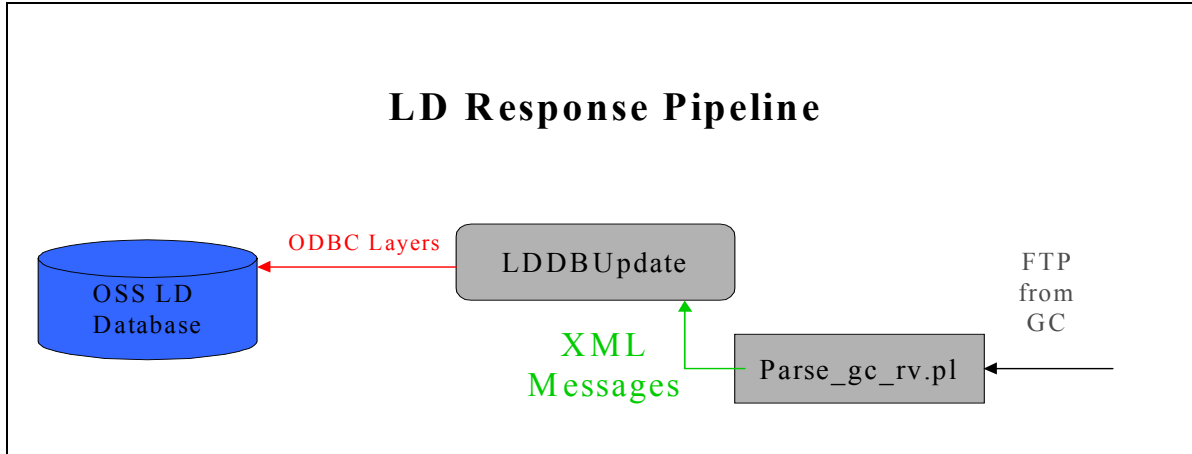 LD Response Pipeline
ODBC Layers
LDDBUpdate
OSS LD
Database
FTP
from
GC
XML
Messages
Parse_gc_rv.pl